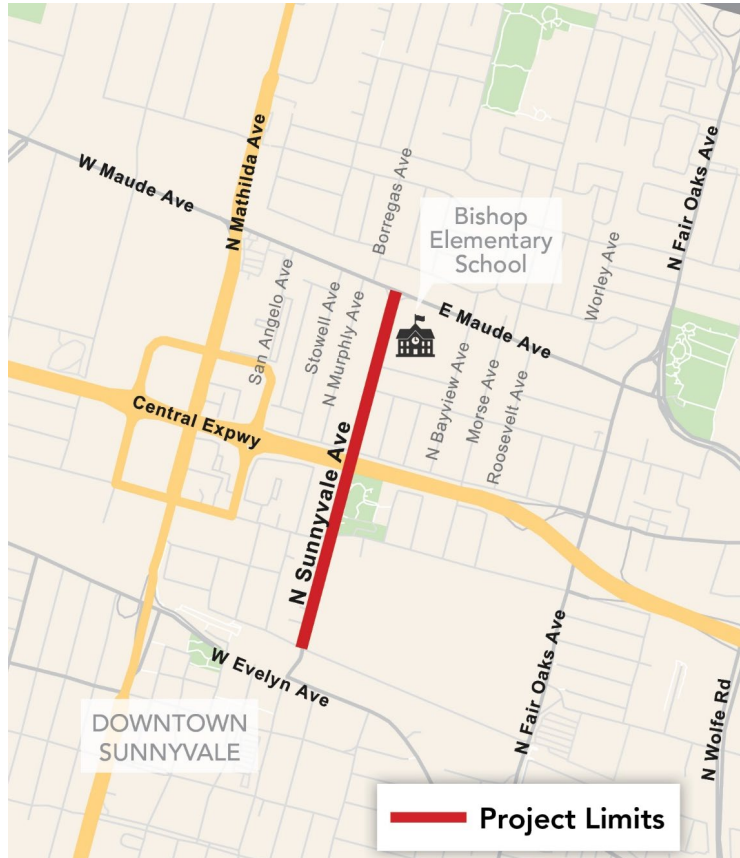 W Maude Ave
N Mathilda Ave
Borregas Ave
N Fair Oaks Ave
Bishop
Elementary
School
Worley Ave
San Angelo Ave
Stowell Ave
N Murphly Ave
E Maude Ave
N Bayview Ave
Morse Ave
Roosevelt Ave
Central Expwy
N Sunnyvale Ave
W Evelyn Ave
N Fair Oaks Ave
N Wolfe Rd
DOWNTOWN
SUNNYVALE
Project Limits